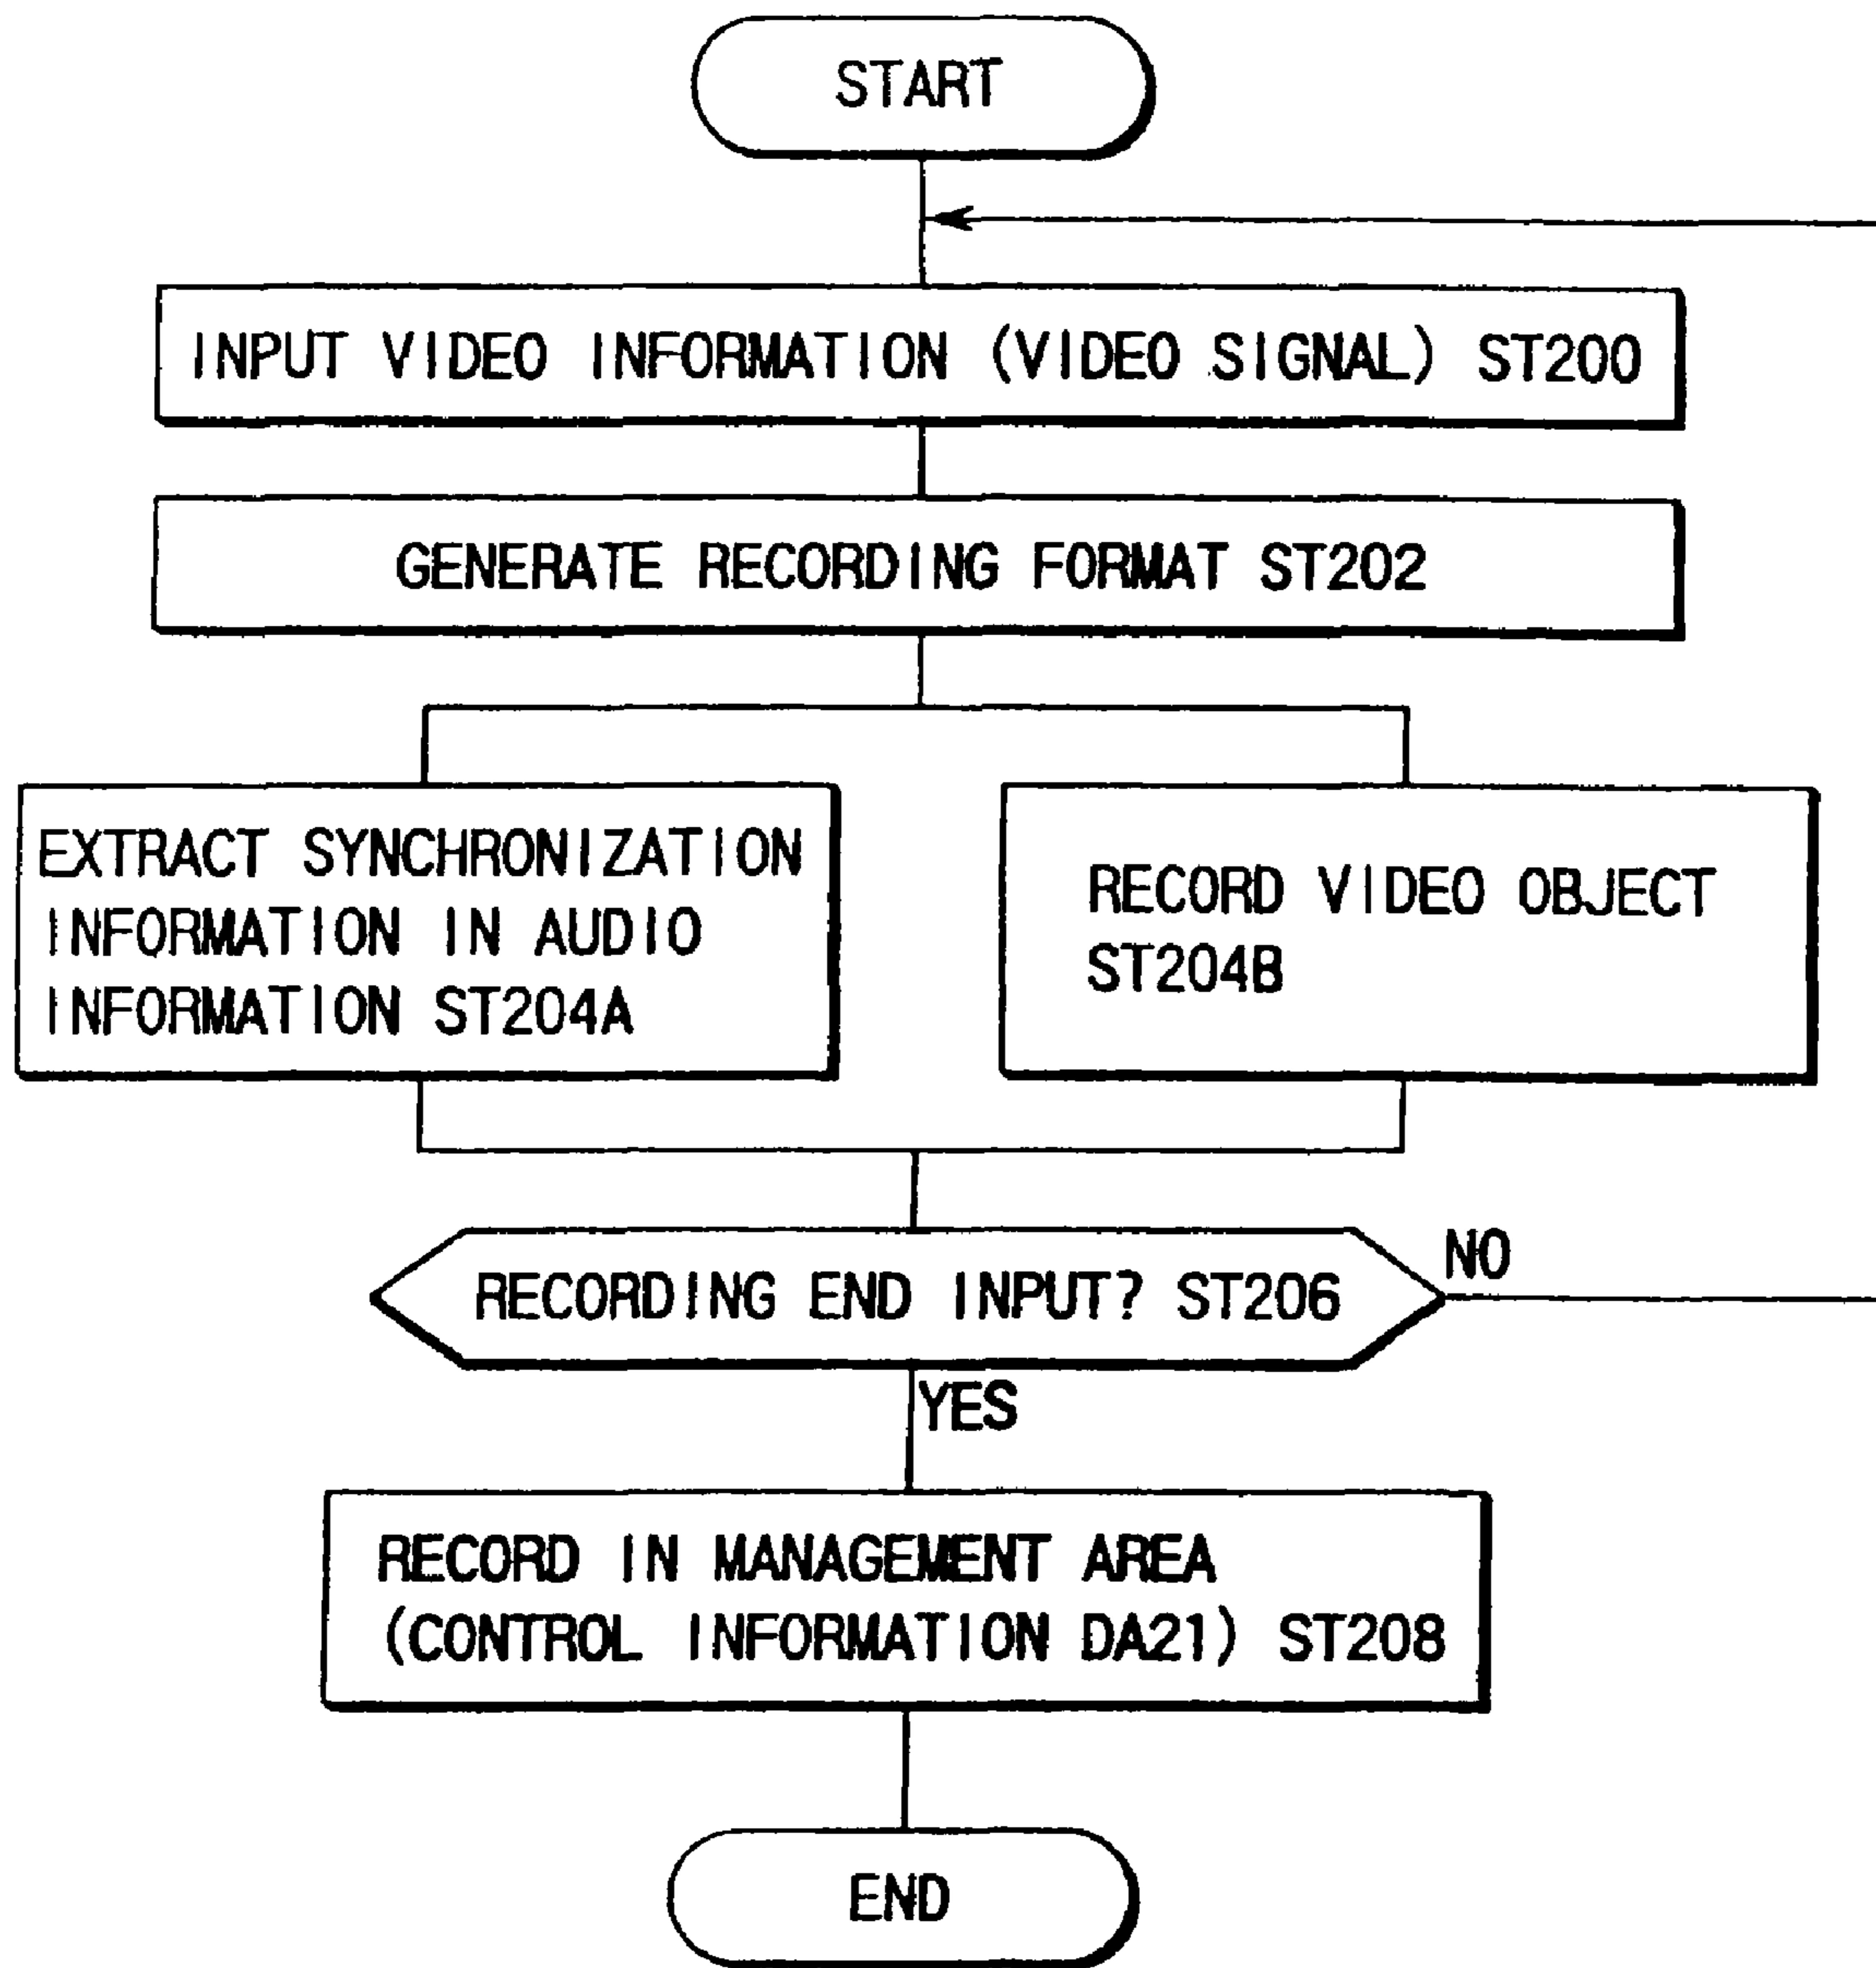 START
INPUT VIDEO INFORMATION (VIDEO SIGNAL) ST200
GENERATE RECORDING FORMAT ST202
EXTRACT SYNCHRONIZATION
INFORMATION IN AUDIO
INFORMATION ST204A
RECORD VIDEO OBJECT
ST204B
RECORDING END INPUT? ST206
NO
YES
RECORD IN MANAGEMENT AREA
(CONTROL INFORMATION DA21) ST208
END